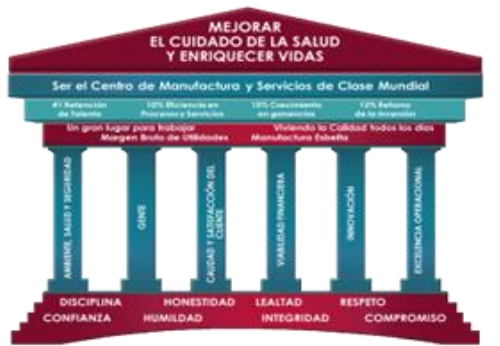 MEJORAR
EL CUIDADO DE LA SALUD
Y ENRIQUECER VIDAS
Ser el Centro de Manufactura y Servicios de Clase Mundial
#1 Retención de Talento
10% Eficiencia en Procesos y Servicios
15% Crecimiento en ganancias
12% Retorno de la Inversión
Un gran lugar para trabajar
Viviendo la Calidad todos los días
Margen Bruto de Utilidades
Manufactura Esbelta
AMBIENTE, SALUD Y SEGURIDAD
GENTE
CALIDAD Y SATISFACCIÓN DEL CLIENTE
VIABILIDAD FINANCIERA
INNOVACIÓN
EXCELENCIA OPERACIONAL
DISCIPLINA HONESTIDAD LEALTAD RESPETO
CONFIANZA HUMILDAD INTEGRIDAD COMPROMISO